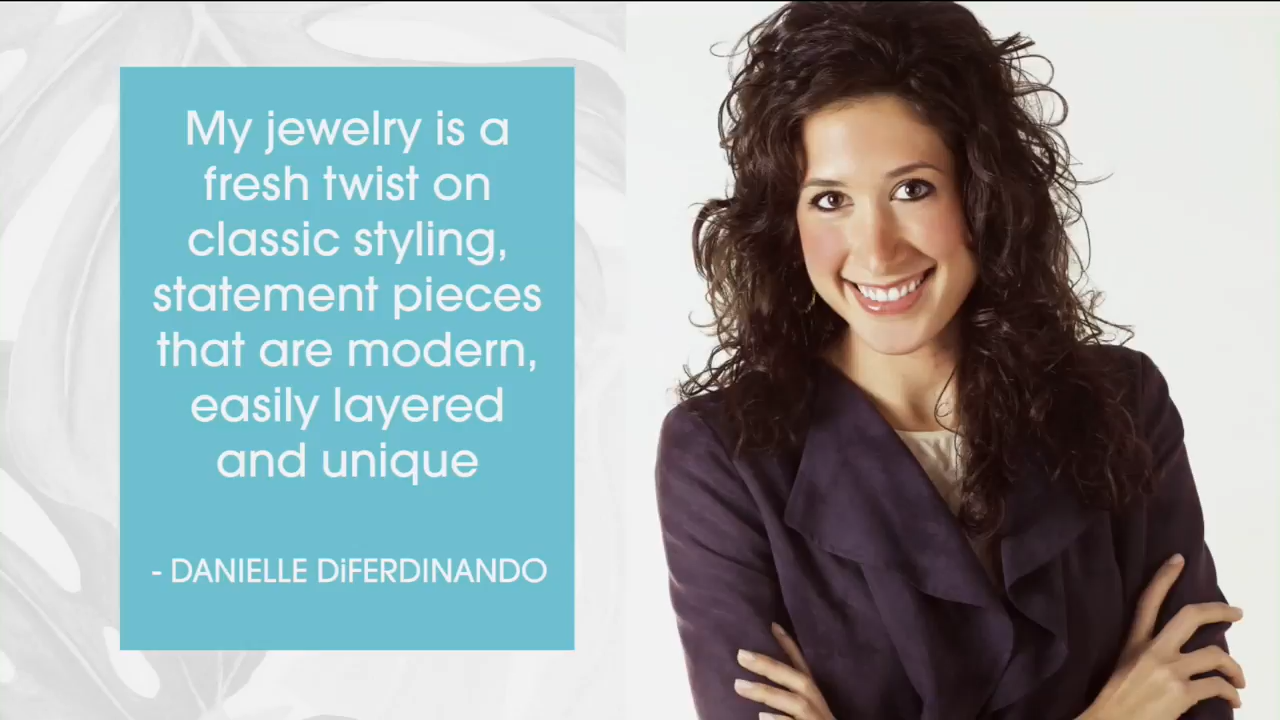 My jewelry is a
fresh twist on
classic styling,
statement pieces
that are modern,
easily layered
and unique
- DANIELLE DiFERDINANDO